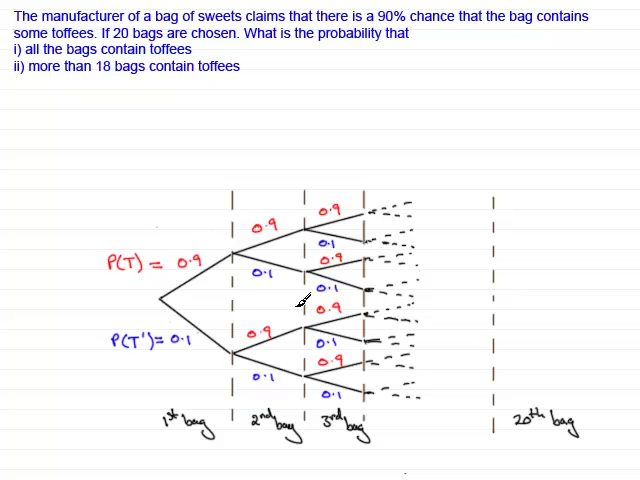 The manufacturer of a bag of sweets claims that there is a 90% chance that the bag contains
some toffees. If 20 bags are chosen. What is the probability that
i) all the bags contain toffees
ii) more than 18 bags contain toffees
0.9
0.9
0.1
P(T) = 0.9
0.1
0.9
0.1
0.9
P(T')= 0.1
0.9
0.1
0.1
0.9
0.1
1st bag
2nd bag
3rd bag
20th bag